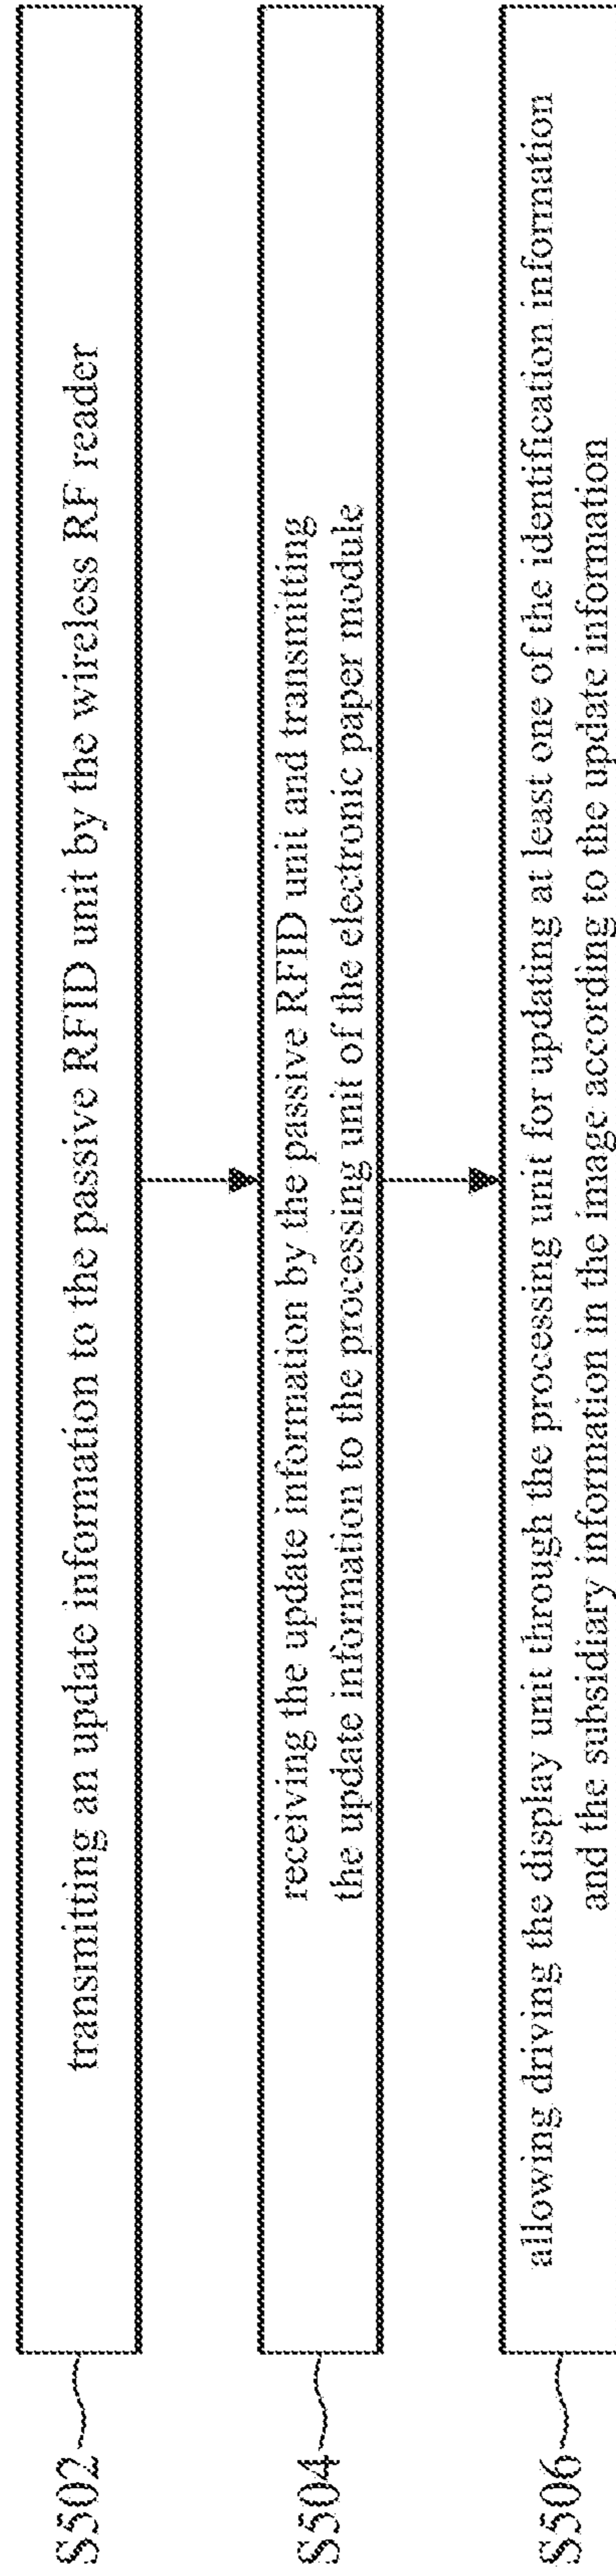 S502
transmitting an update information to the passive RFID unit by the wireless RF reader
S504
receiving the update information by the passive RFID unit and transmitting
the update information to the processing unit of the electronic paper module
S506
allowing driving the display unit through the processing unit for updating at least one of the identification information
and the subsidiary information in the image according to the update information